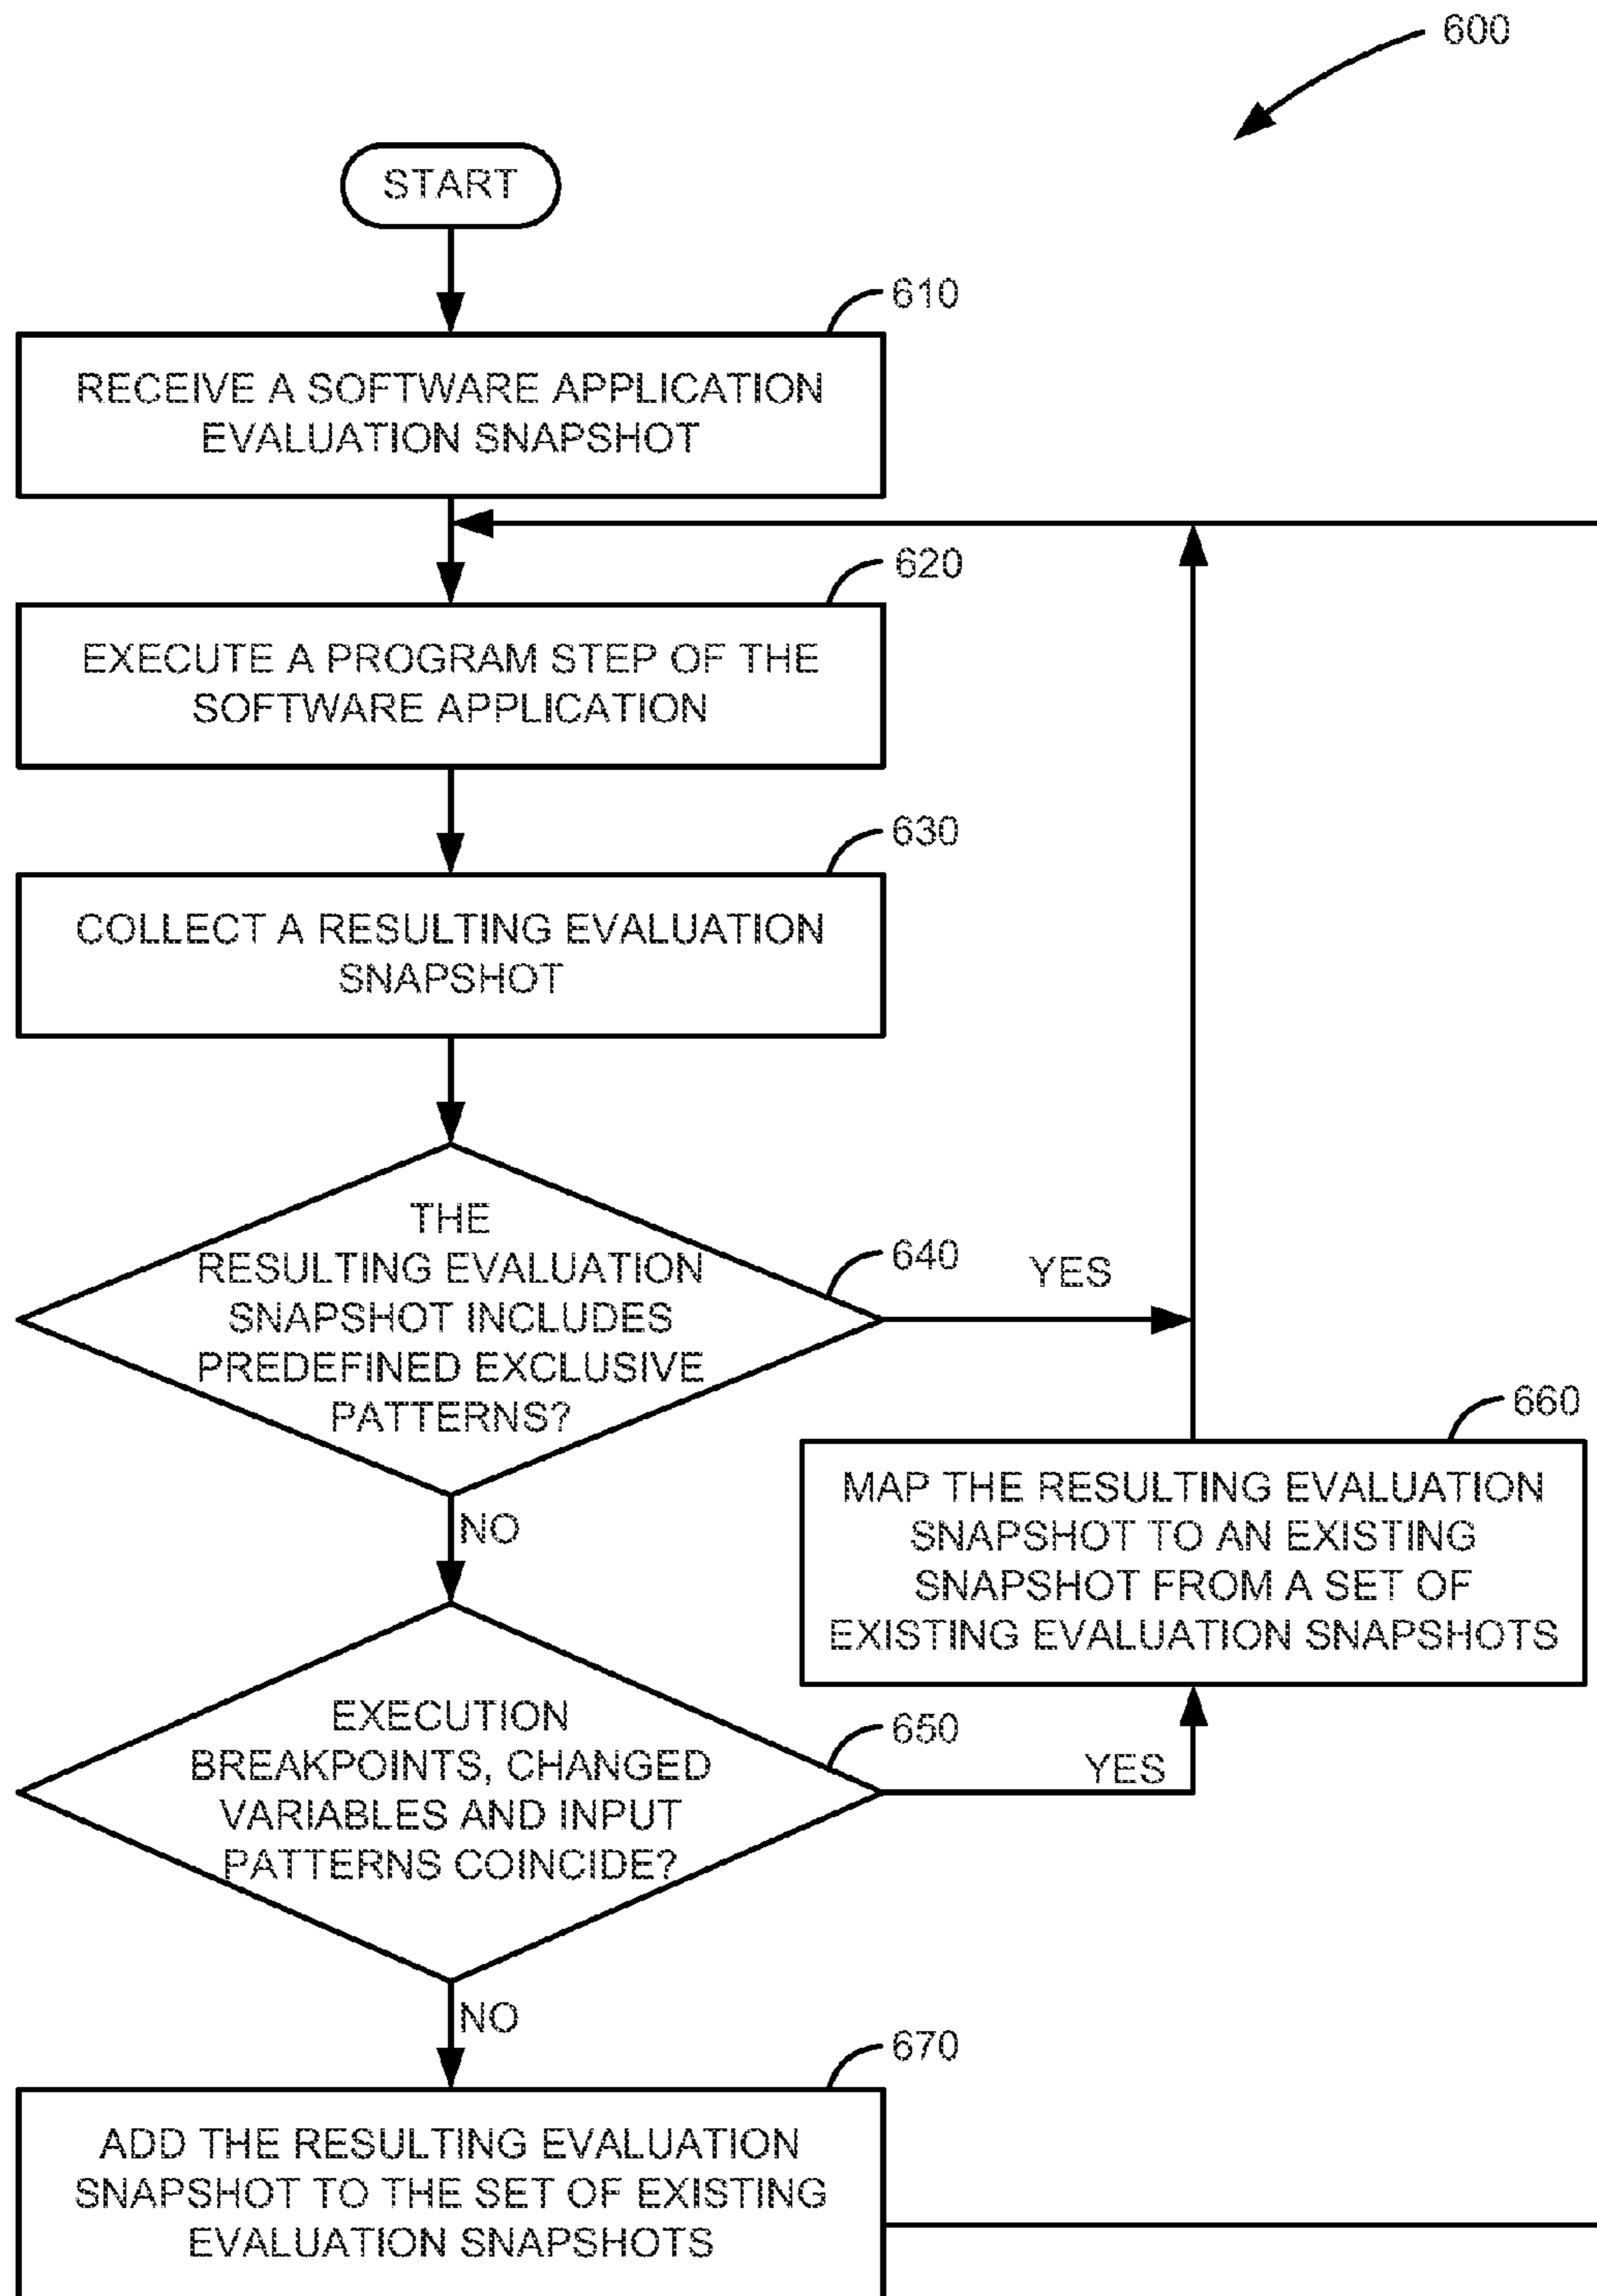 600
START
610
RECEIVE A SOFTWARE APPLICATION
EVALUATION SNAPSHOT
620
EXECUTE A PROGRAM STEP OF THE
SOFTWARE APPLICATION
630
COLLECT A RESULTING EVALUATION
SNAPSHOT
640
THE
RESULTING EVALUATION
SNAPSHOT INCLUDES
PREDEFINED EXCLUSIVE
PATTERNS?
YES
NO
660
MAP THE RESULTING EVALUATION
SNAPSHOT TO AN EXISTING
SNAPSHOT FROM A SET OF
EXISTING EVALUATION SNAPSHOTS
650
EXECUTION
BREAKPOINTS, CHANGED
VARIABLES AND INPUT
PATTERNS COINCIDE?
YES
NO
670
ADD THE RESULTING EVALUATION
SNAPSHOT TO THE SET OF EXISTING
EVALUATION SNAPSHOTS